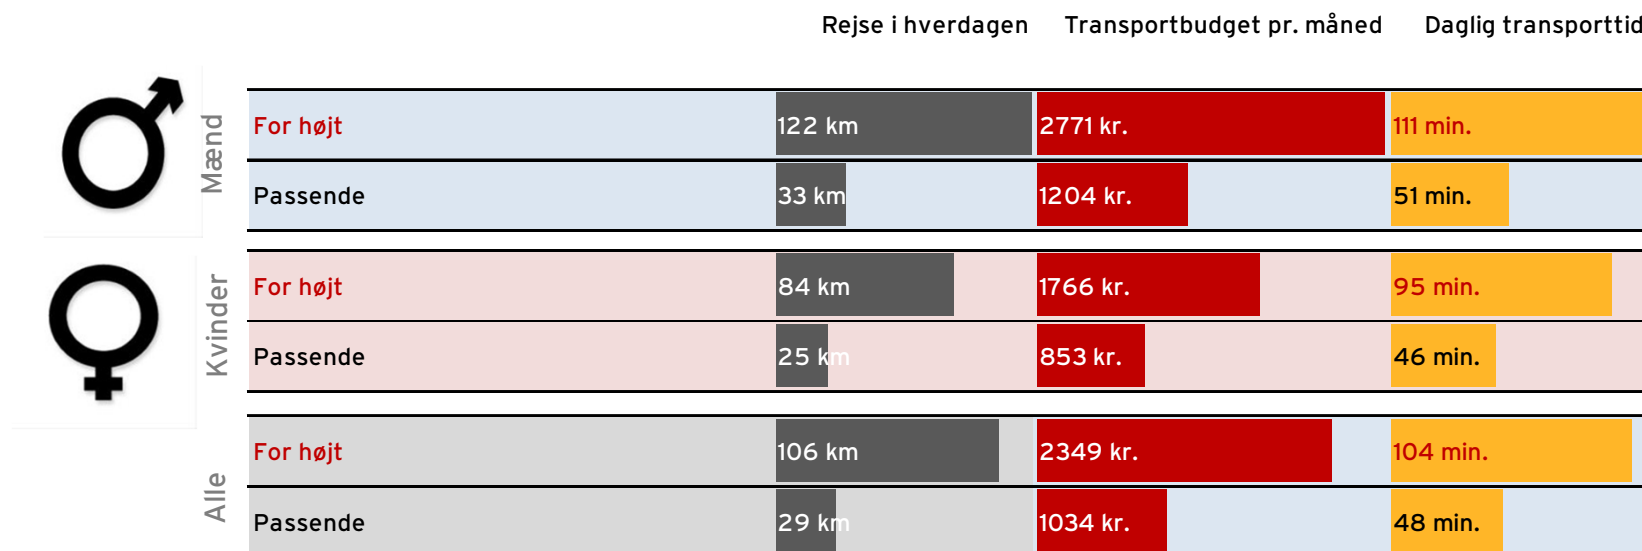 Rejse i hverdagen Transportbudget pr. måned Daglig transporttid
Mænd
For højt 122 km 2771 kr. 111 min.
Passende 33 km 1204 kr. 51 min.
Kvinder
For højt 84 km 1766 kr. 95 min.
Passende 25 km 853 kr. 46 min.
Alle
For højt 106 km 2349 kr. 104 min.
Passende 29 km 1034 kr. 48 min.